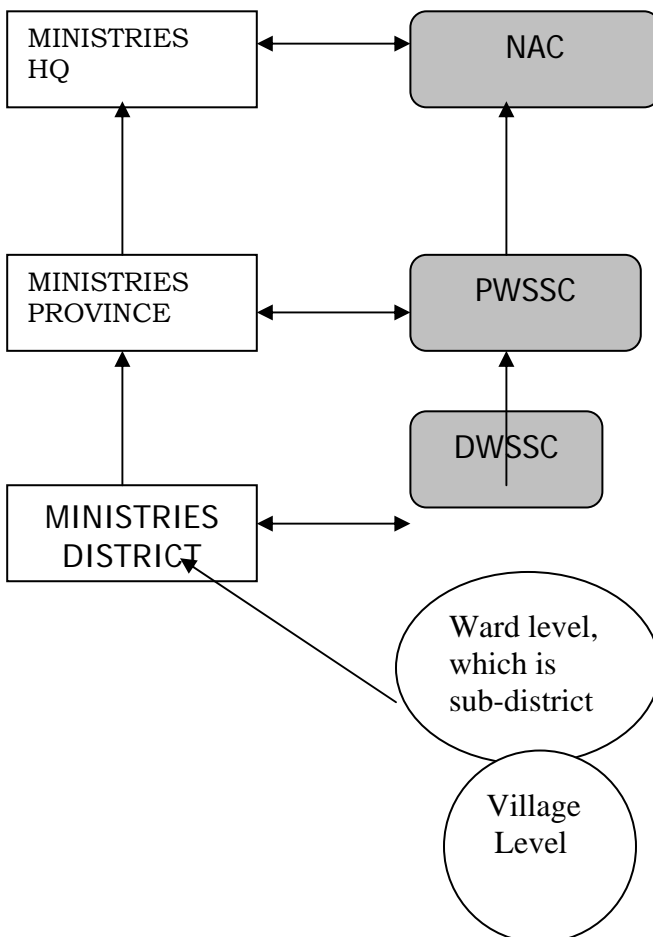 MINISTRIES
HQ
NAC
MINISTRIES
PROVINCE
PWSSC
DWSSC
MINISTRIES
DISTRICT
Ward level,
which is
sub-district
Village
Level